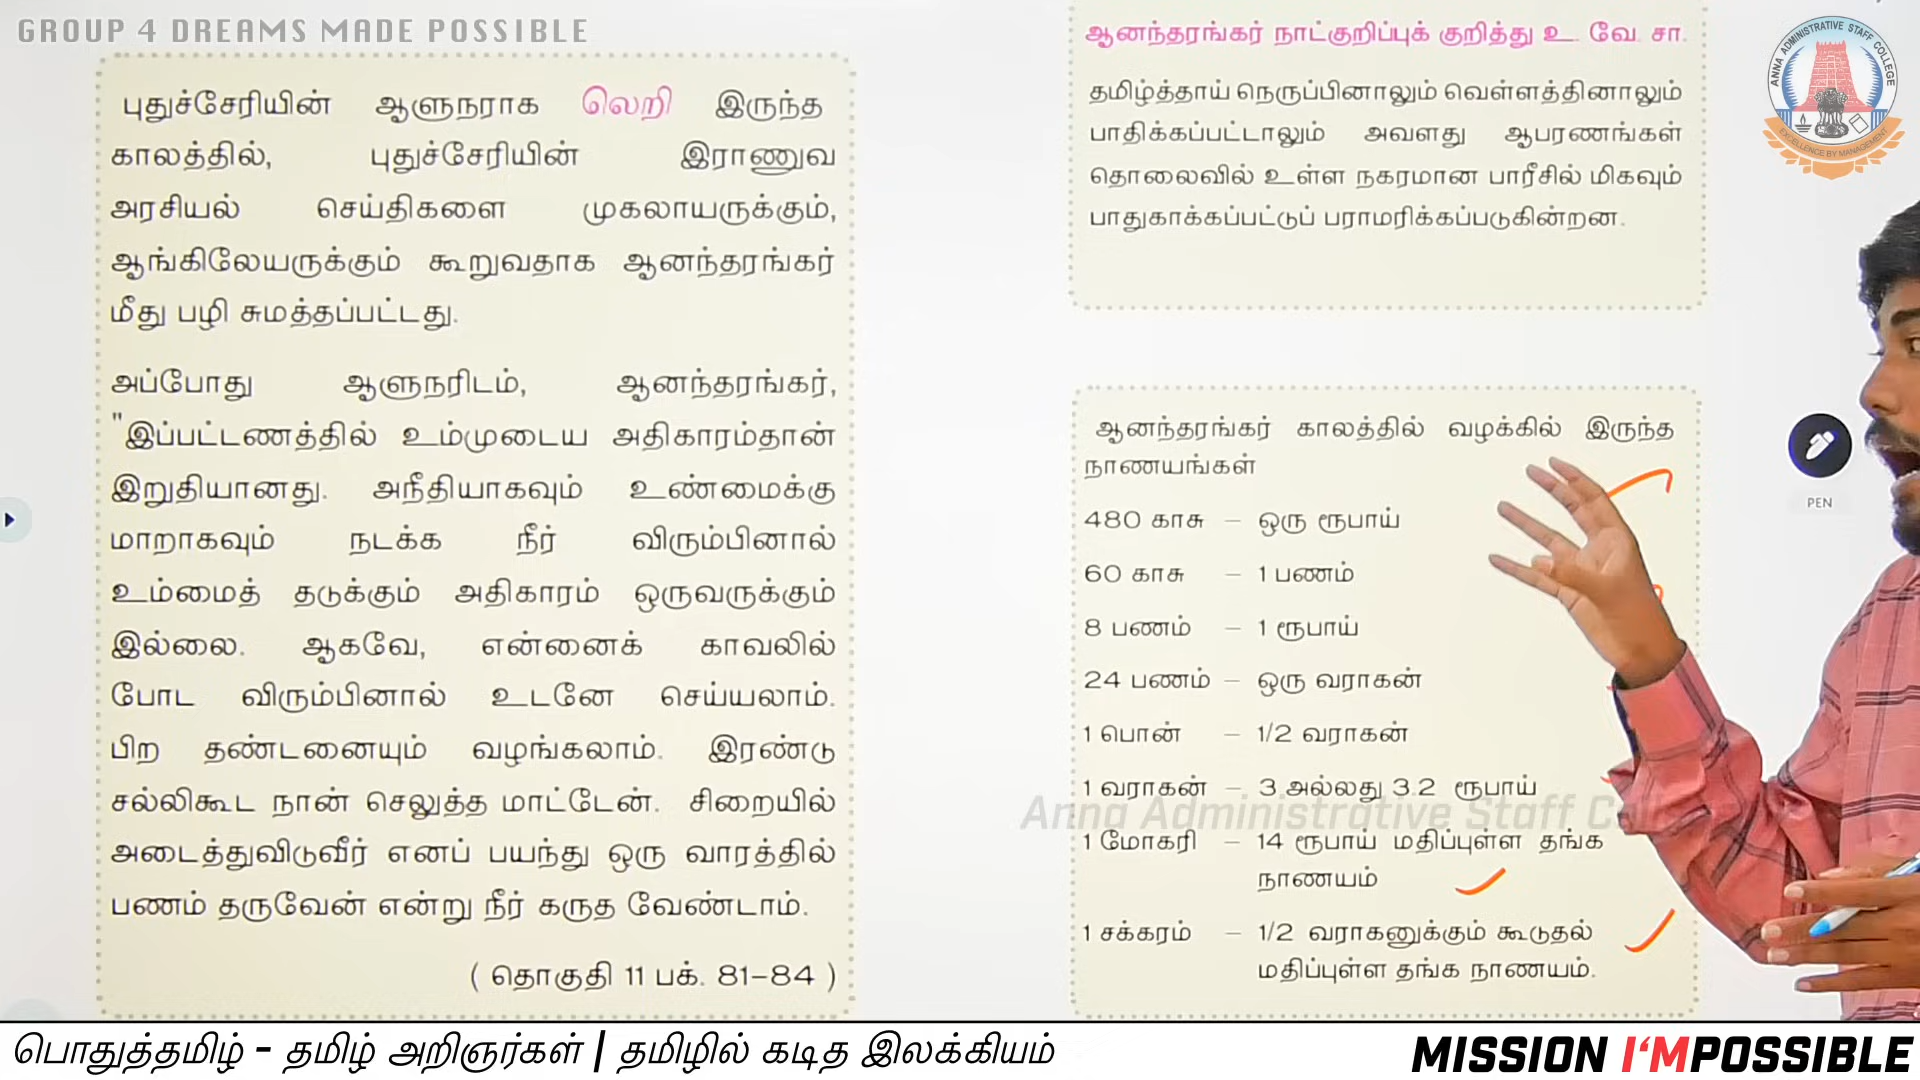 GROUP 4 DREAMS MADE POSSIBLE
புதுச்சேரியின் ஆளுநராக லெறி இருந்த
காலத்தில், புதுச்சேரியின் இராணுவ
அரசியல் செய்திகளை முகலாயருக்கும்,
ஆங்கிலேயருக்கும் கூறுவதாக ஆனந்தரங்கர்
மீது பழி சுமத்தப்பட்டது.
அப்போது ஆளுநரிடம், ஆனந்தரங்கர்,
"இப்பட்டணத்தில் உம்முடைய அதிகாரம்தான்
இறுதியானது. அநீதியாகவும் உண்மைக்கு
மாறாகவும் நடக்க நீர் விரும்பினால்
உம்மைத் தடுக்கும் அதிகாரம் ஒருவருக்கும்
இல்லை. ஆகவே, என்னைக் காவலில்
போட விரும்பினால் உடனே செய்யலாம்.
பிற தண்டனையும் வழங்கலாம். இரண்டு
சல்லிகூட நான் செலுத்த மாட்டேன். சிறையில்
அடைத்துவிடுவீர் எனப் பயந்து ஒரு வாரத்தில்
பணம் தருவேன் என்று நீர் கருத வேண்டாம்.
( தொகுதி 11 பக். 81-84 )
ஆனந்தரங்கர் நாட்குறிப்புக் குறித்து உ. வே. சா.
தமிழ்த்தாய் நெருப்பினாலும் வெள்ளத்தினாலும்
பாதிக்கப்பட்டாலும் அவளது ஆபரணங்கள்
தொலைவில் உள்ள நகரமான பாரீசில் மிகவும்
பாதுகாக்கப்பட்டுப் பராமரிக்கப்படுகின்றன.
ஆனந்தரங்கர் காலத்தில் வழக்கில் இருந்த
நாணயங்கள்
480 காசு – ஒரு ரூபாய்
60 காசு – 1 பணம்
8 பணம் – 1 ரூபாய்
24 பணம் – ஒரு வராகன்
1 பொன் – 1/2 வராகன்
1 வராகன் – 3 அல்லது 3.2 ரூபாய்
Anna Administrative Staff
1 மோகரி – 14 ரூபாய் மதிப்புள்ள தங்க
நாணயம்
1 சக்கரம் – 1/2 வராகனுக்கும் கூடுதல்
மதிப்புள்ள தங்க நாணயம்.
ANNA ADMINISTRATIVE STAFF COLLEGE
EXCELLENCE BY MANAGEMENT
PEN
பொதுத்தமிழ் - தமிழ் அறிஞர்கள் | தமிழில் கடித இலக்கியம்
MISSION I'MPOSSIBLE